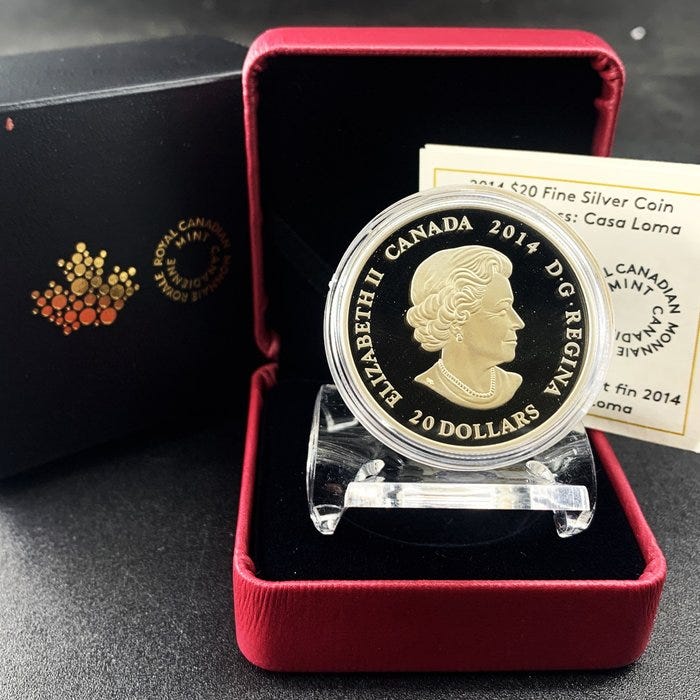 ROYAL CANADIAN MINT
MONNAIE ROYALE CANADIENNE
ELIZABETH II CANADA 2014 D·G·REGINA
20 DOLLARS
2014 $20 Fine Silver Coin
Casa Loma
CANADIAN MINT
MONNAIE CANADIENNE
fin 2014
Loma